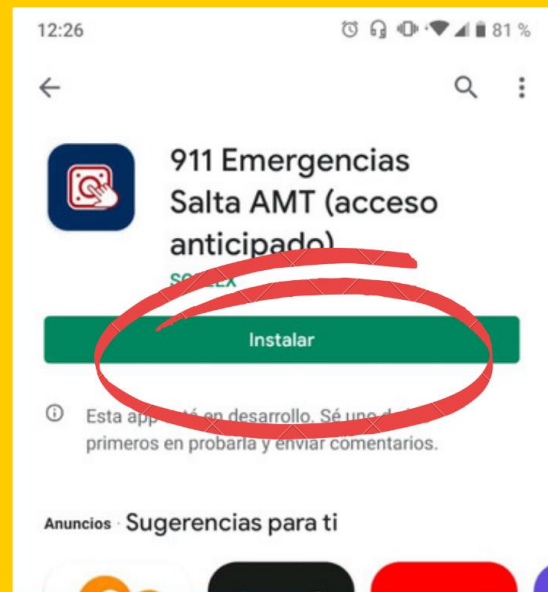 12:26 81 %
911 Emergencias
Salta AMT (acceso
anticipado)
Instalar
Esta app en desarrollo. Sé uno
primeros en probarla y enviar comentarios.
Anuncios · Sugerencias para ti